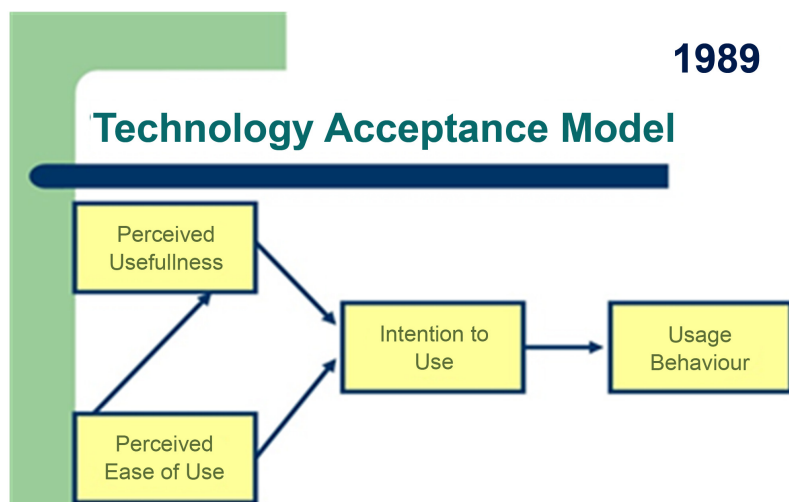 1989
Technology Acceptance Model
Perceived
Usefullness
Intention to
Use
Usage
Behaviour
Perceived
Ease of Use